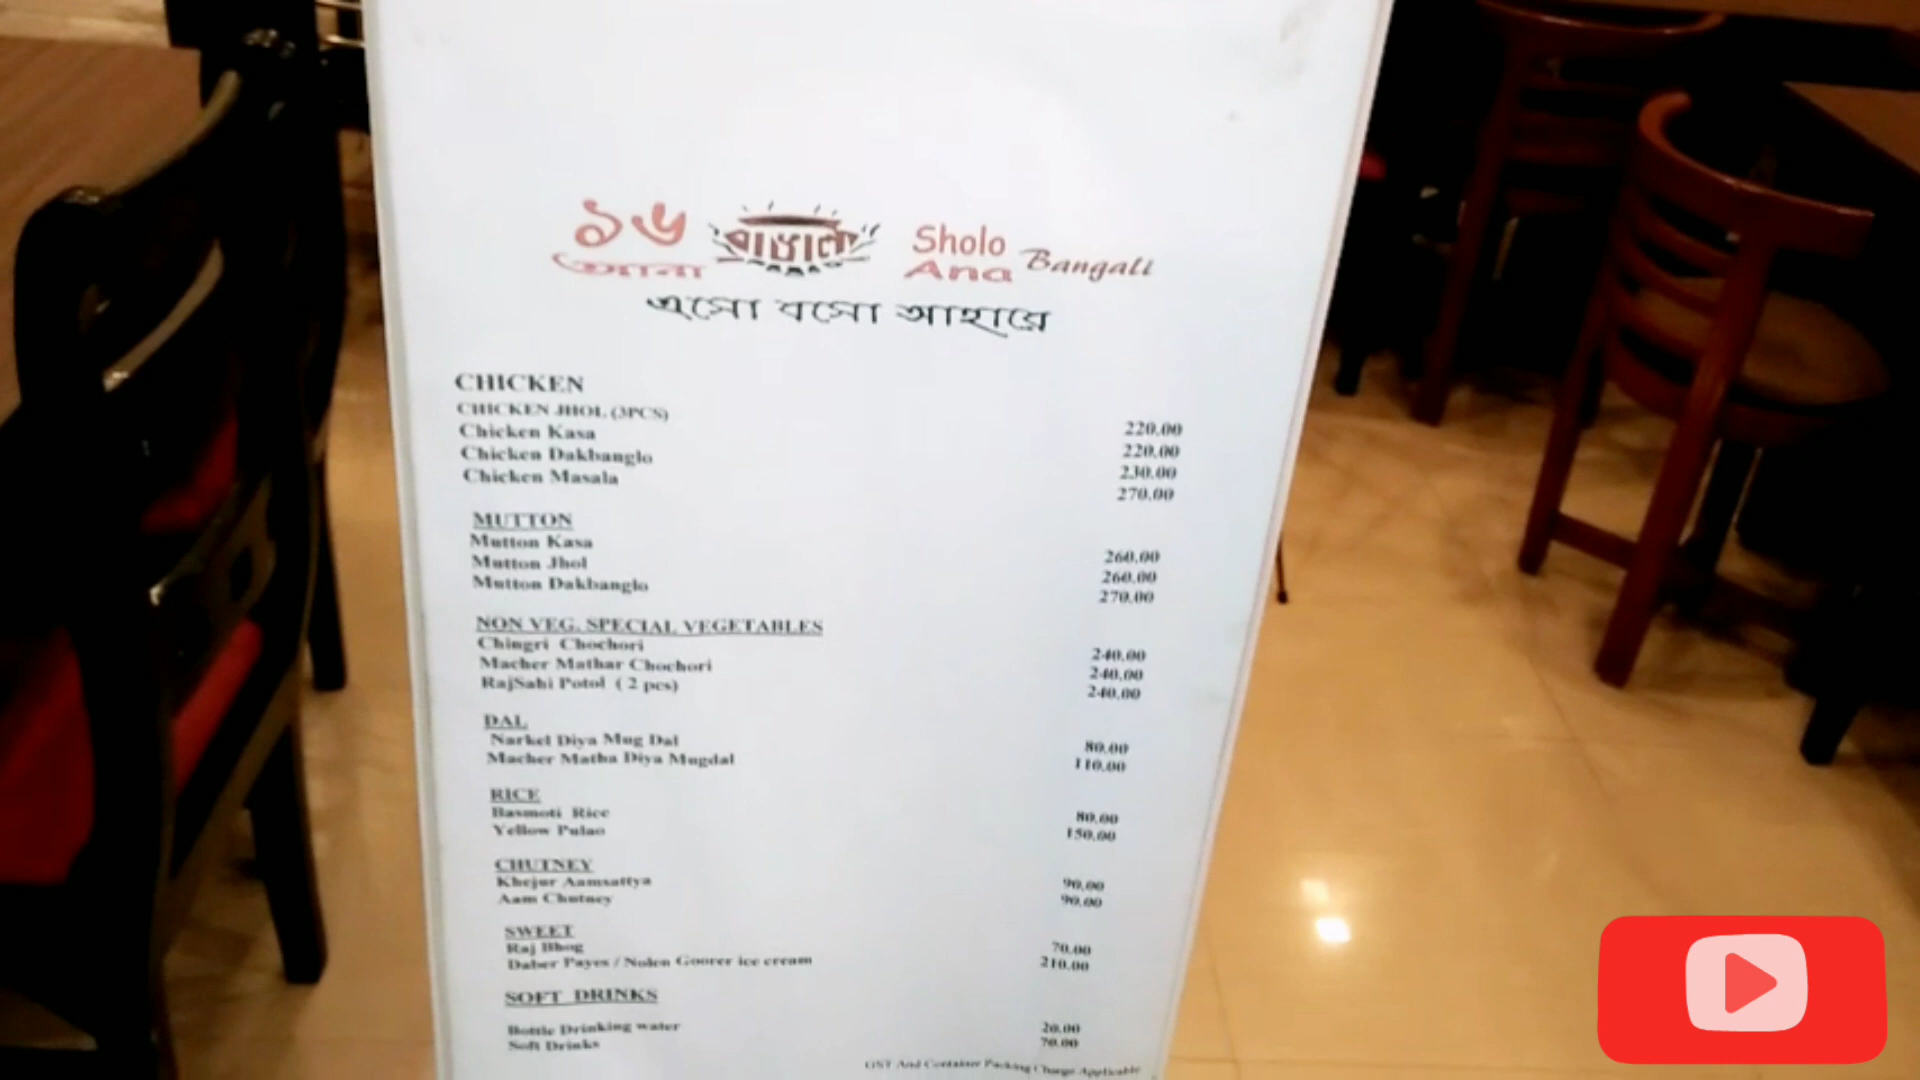 ১৬ আনা বাঙালি Sholo Ana Bangali
এসো বসো আহারে
CHICKEN
CHICKEN JHOL (3PCS) 220.00
Chicken Kasa 220.00
Chicken Dakbanglo 230.00
Chicken Masala 270.00
MUTTON
Mutton Kasa 260.00
Mutton Jhol 260.00
Mutton Dakbanglo 270.00
NON VEG. SPECIAL VEGETABLES
Chingri Chochori 240.00
Macher Mathar Chochori 240.00
RajSahi Potol ( 2 pcs) 240.00
DAL
Narkel Diya Mug Dal 80.00
Macher Matha Diya Mugdal 110.00
RICE
Basmoti Rice 80.00
Yellow Pulao 150.00
CHUTNEY
Khejur Aamsattya 90.00
Aam Chutney 90.00
SWEET
Raj Bhog 70.00
Daber Payes / Nolen Goorer ice cream 210.00
SOFT DRINKS
Bottle Drinking water 20.00
Soft Drinks 70.00
GST And Container Packing Charge Applicable